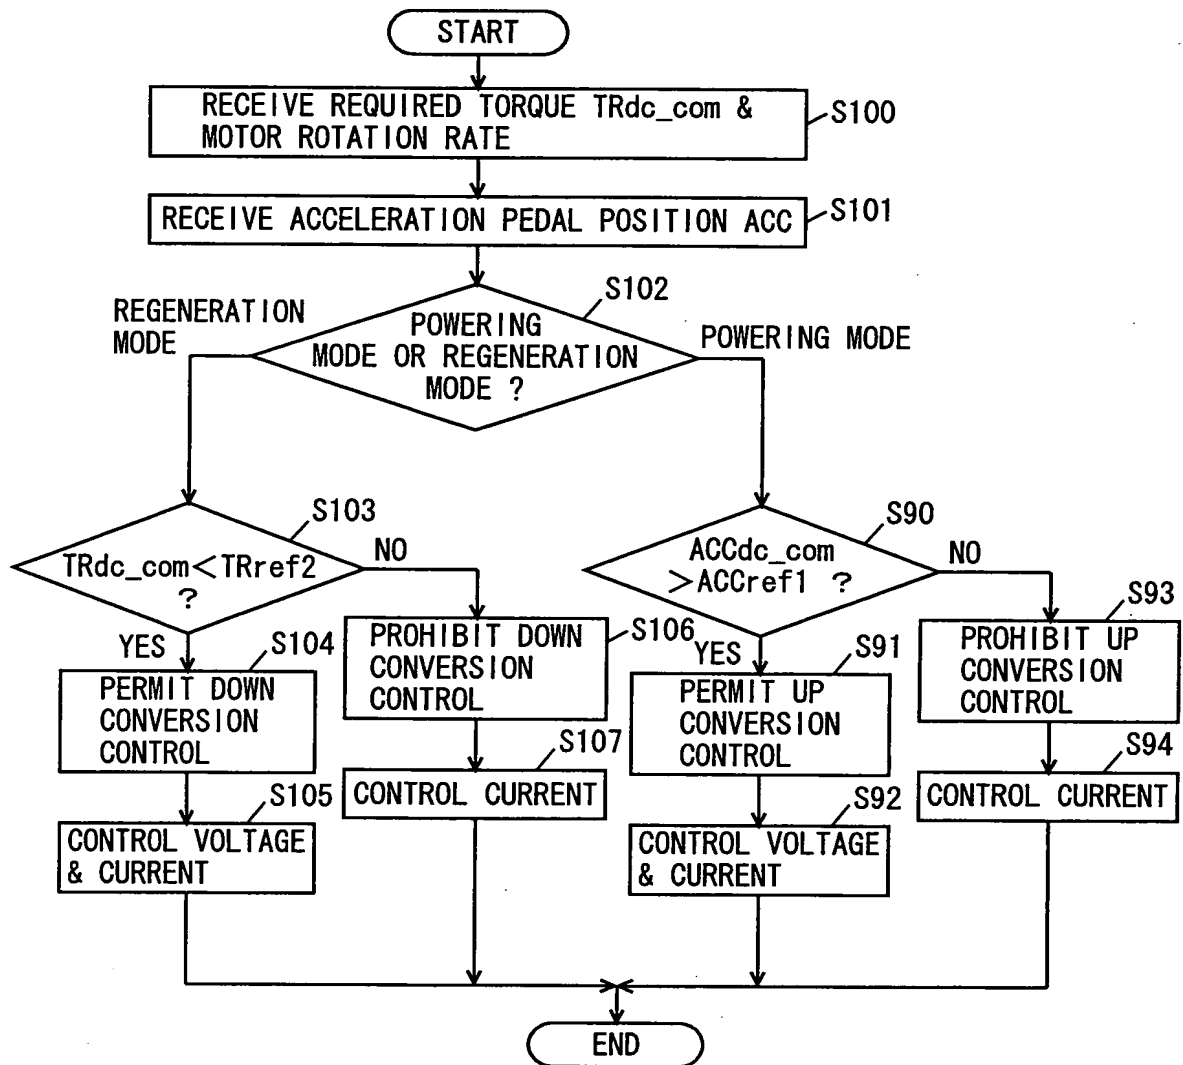 START
RECEIVE REQUIRED TORQUE TRdc_com &
MOTOR ROTATION RATE
S100
RECEIVE ACCELERATION PEDAL POSITION ACC
S101
S102
POWERING
MODE OR REGENERATION
MODE ?
REGENERATION
MODE
POWERING MODE
S103
TRdc_com<TRref2
?
NO
YES
S90
ACCdc_com
>ACCref1 ?
NO
YES
S104
PERMIT DOWN
CONVERSION
CONTROL
S106
PROHIBIT DOWN
CONVERSION
CONTROL
S91
PERMIT UP
CONVERSION
CONTROL
S93
PROHIBIT UP
CONVERSION
CONTROL
S105
CONTROL VOLTAGE
& CURRENT
S107
CONTROL CURRENT
S92
CONTROL VOLTAGE
& CURRENT
S94
CONTROL CURRENT
END